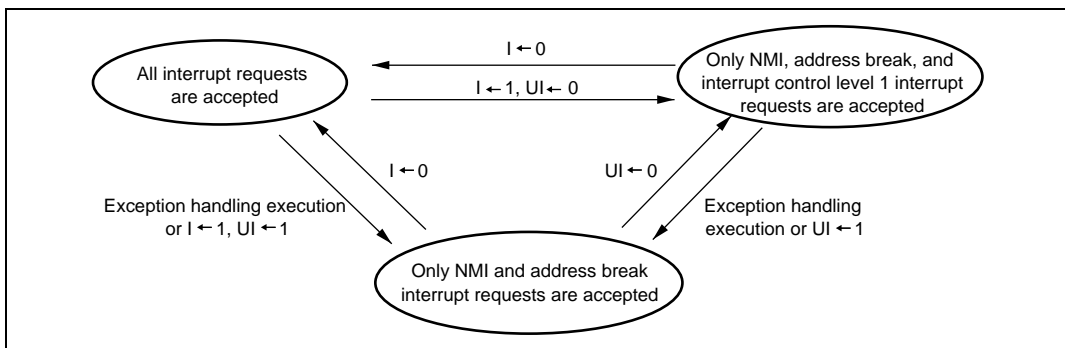 I ← 0
All interrupt requests
are accepted
Only NMI, address break, and
interrupt control level 1 interrupt
requests are accepted
I ← 1, UI ← 0
I ← 0
UI ← 0
Exception handling execution
or I ← 1, UI ← 1
Exception handling
execution or UI ← 1
Only NMI and address break
interrupt requests are accepted